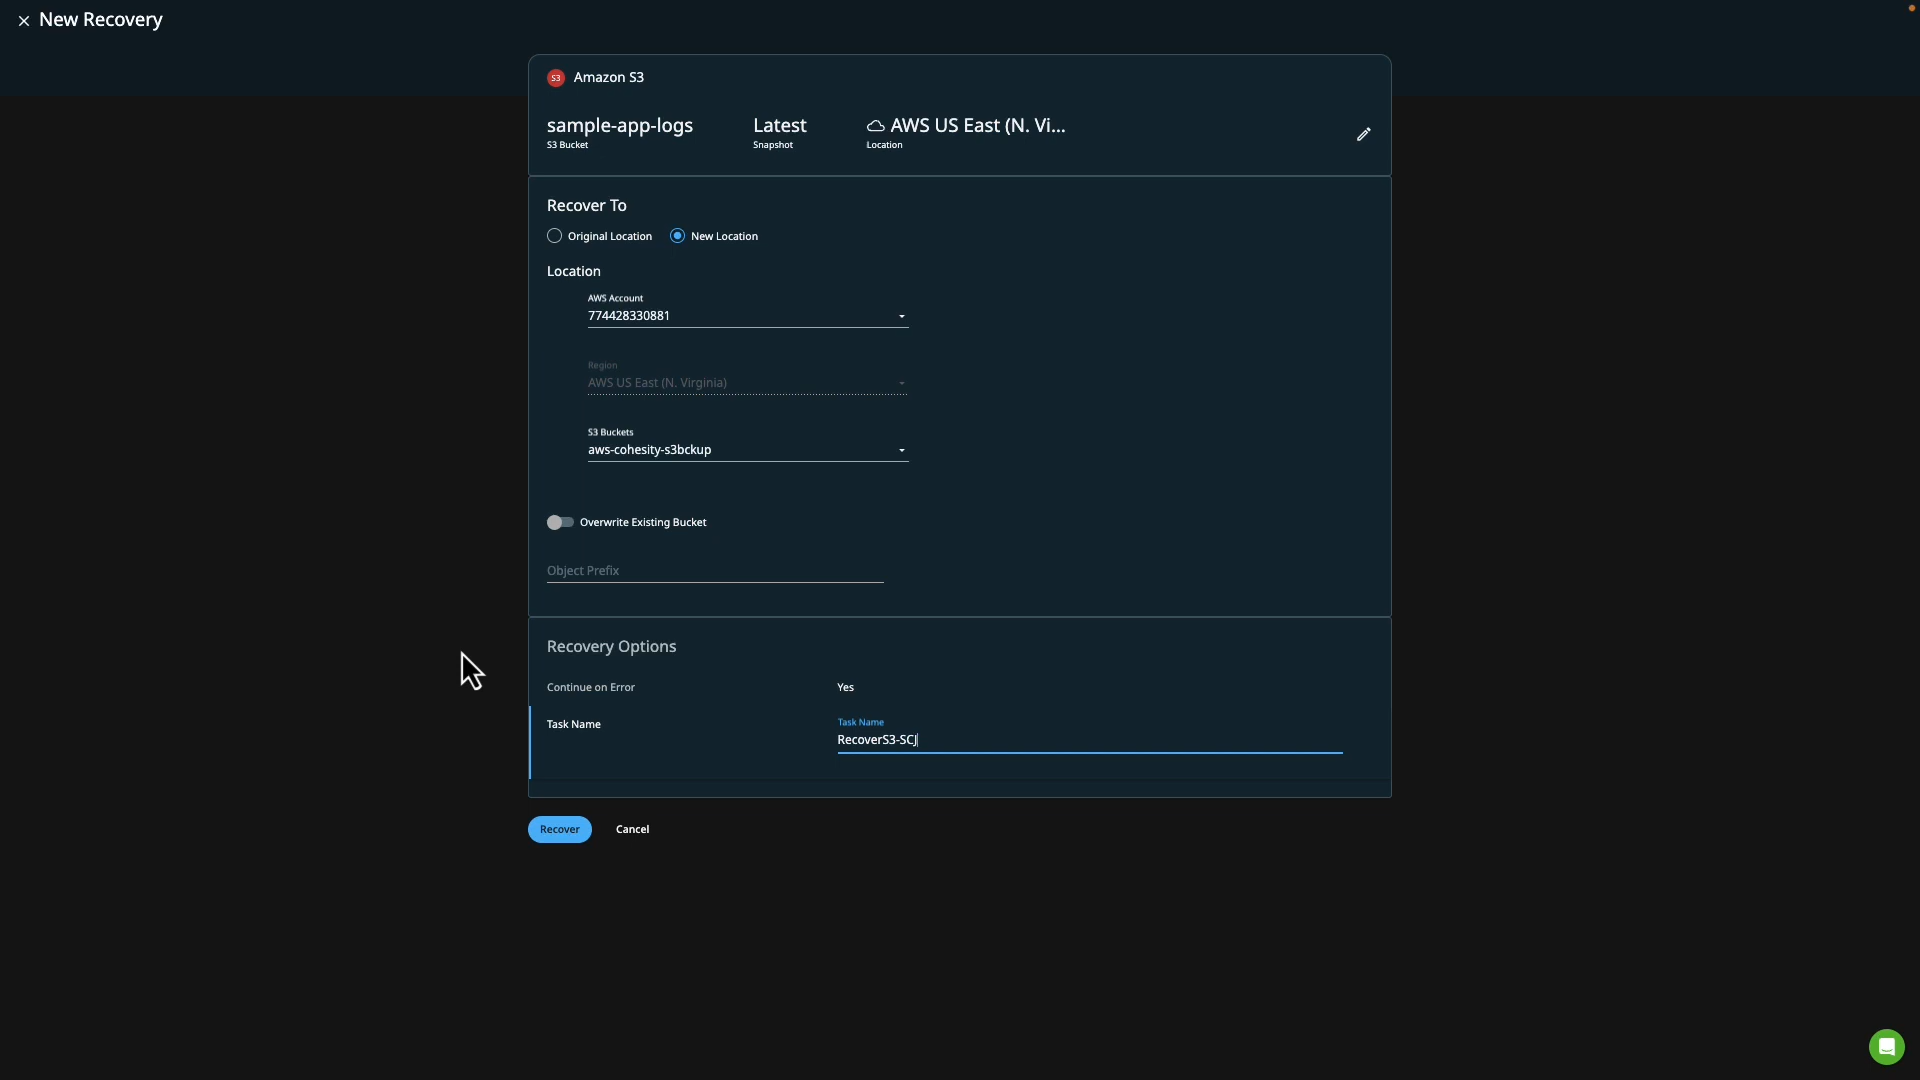 New Recovery
S3 Amazon S3
sample-app-logs
S3 Bucket
Latest
Snapshot
AWS US East (N. Vi...
Location
Recover To
Original Location
New Location
Location
AWS Account
774428330881
Region
AWS US East (N. Virginia)
S3 Buckets
aws-cohesity-s3bckup
Overwrite Existing Bucket
Object Prefix
Recovery Options
Continue on Error
Yes
Task Name
Task Name
RecoverS3-SCJ
Recover
Cancel